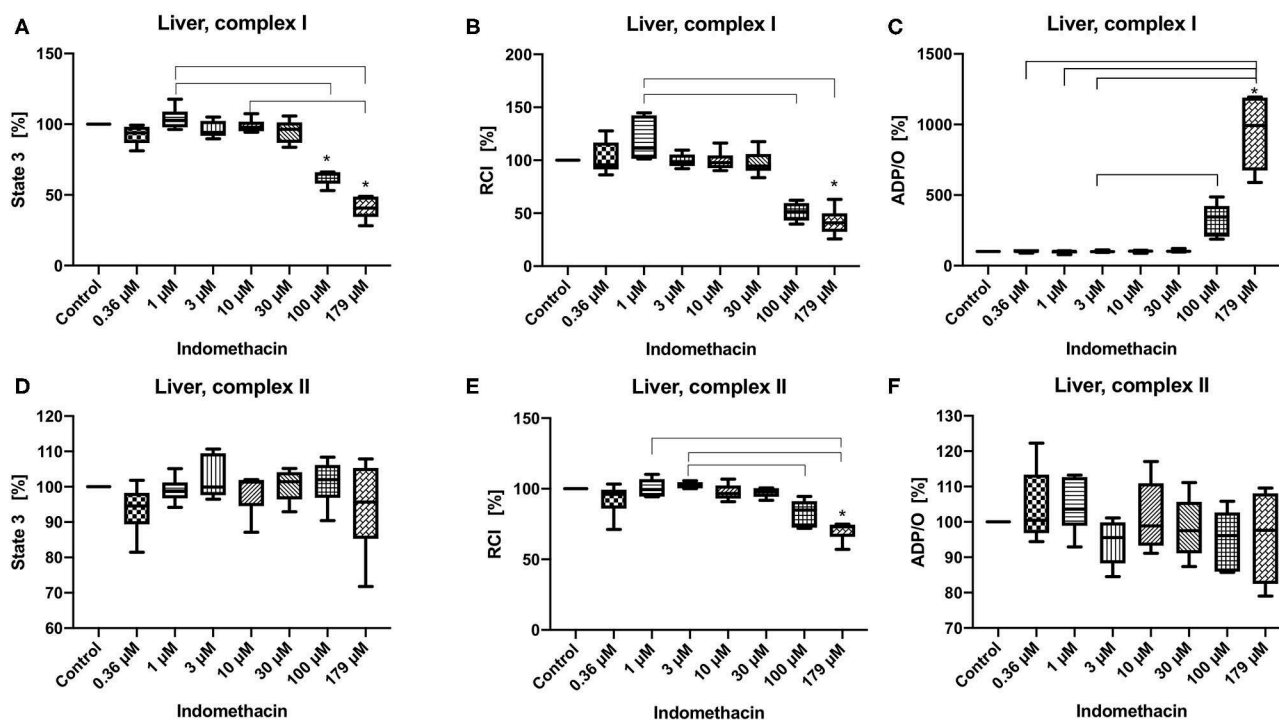 A
Liver, complex I
State 3 [%]
150
100
50
0
*
*
Control
0.36 µM
1 µM
3 µM
10 µM
30 µM
100 µM
179 µM
Indomethacin
B
Liver, complex I
RCI [%]
200
150
100
50
0
*
Control
0.36 µM
1 µM
3 µM
10 µM
30 µM
100 µM
179 µM
Indomethacin
C
Liver, complex I
ADP/O [%]
1500
1000
500
0
*
Control
0.36 µM
1 µM
3 µM
10 µM
30 µM
100 µM
179 µM
Indomethacin
D
Liver, complex II
State 3 [%]
120
110
100
90
80
70
60
Control
0.36 µM
1 µM
3 µM
10 µM
30 µM
100 µM
179 µM
Indomethacin
E
Liver, complex II
RCI [%]
150
100
50
0
*
Control
0.36 µM
1 µM
3 µM
10 µM
30 µM
100 µM
179 µM
Indomethacin
F
Liver, complex II
ADP/O [%]
130
120
110
100
90
80
70
Control
0.36 µM
1 µM
3 µM
10 µM
30 µM
100 µM
179 µM
Indomethacin